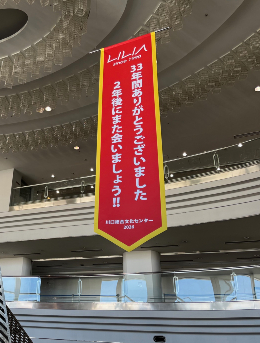 LILIA
SINCE 1990
33年間ありがとうございました
2年後にまた会いましょう!!
川口総合文化センター